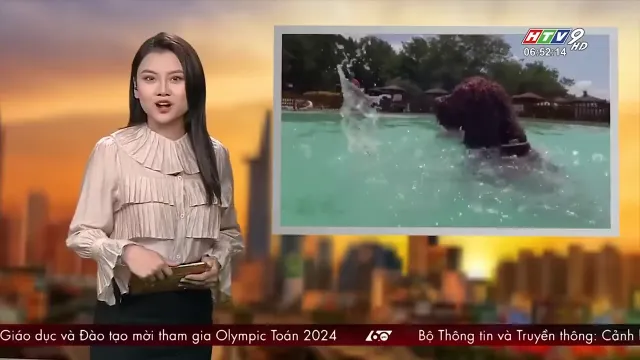 HTV9 HD
06:52:14
Giáo dục và Đào tạo mời tham gia Olympic Toán 2024 60 Bộ Thông tin và Truyền thông: Cảnh